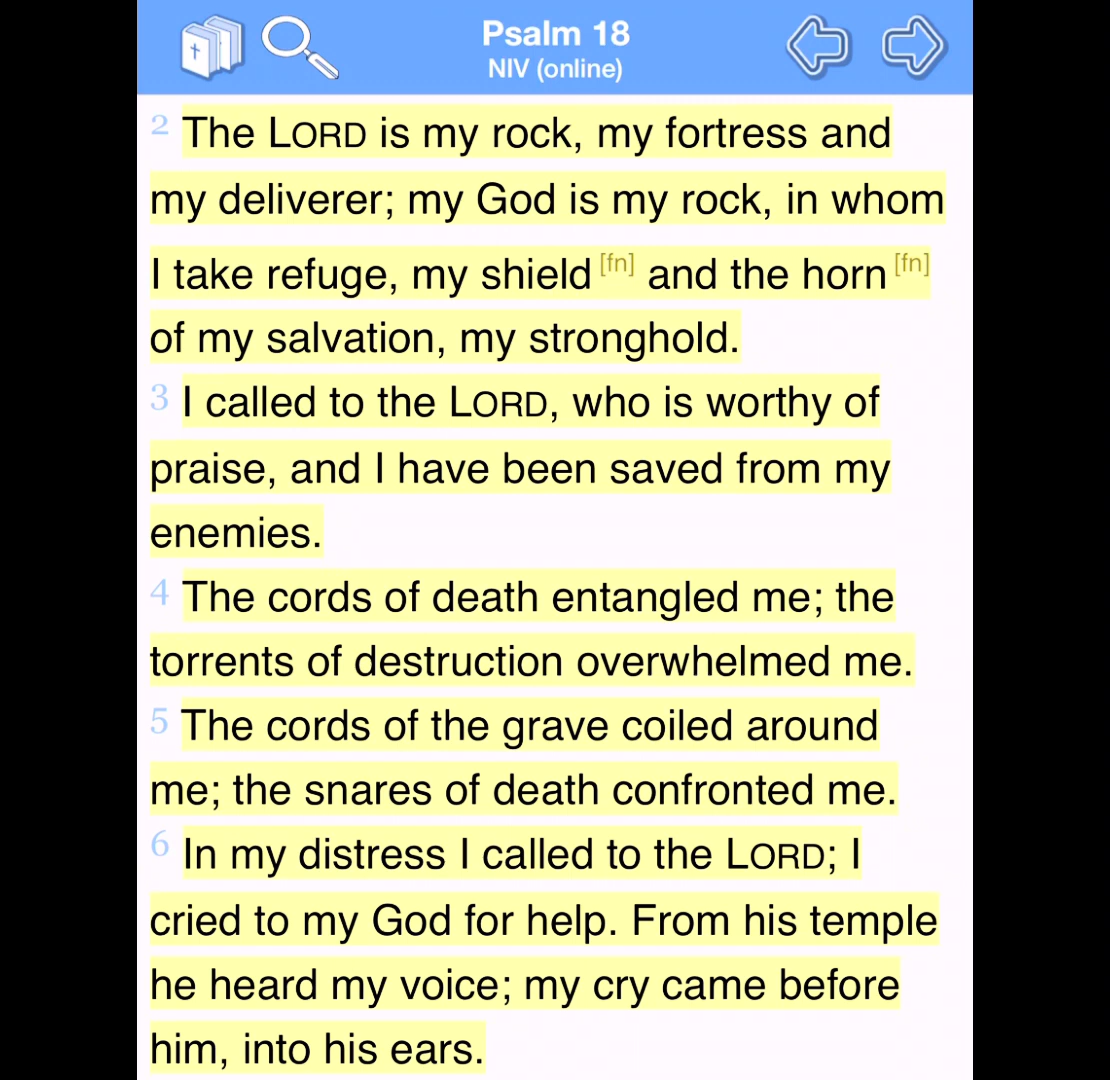 Psalm 18
NIV (online)
2 The LORD is my rock, my fortress and
my deliverer; my God is my rock, in whom
I take refuge, my shield [fn] and the horn [fn]
of my salvation, my stronghold.
3 I called to the LORD, who is worthy of
praise, and I have been saved from my
enemies.
4 The cords of death entangled me; the
torrents of destruction overwhelmed me.
5 The cords of the grave coiled around
me; the snares of death confronted me.
6 In my distress I called to the LORD; I
cried to my God for help. From his temple
he heard my voice; my cry came before
him, into his ears.